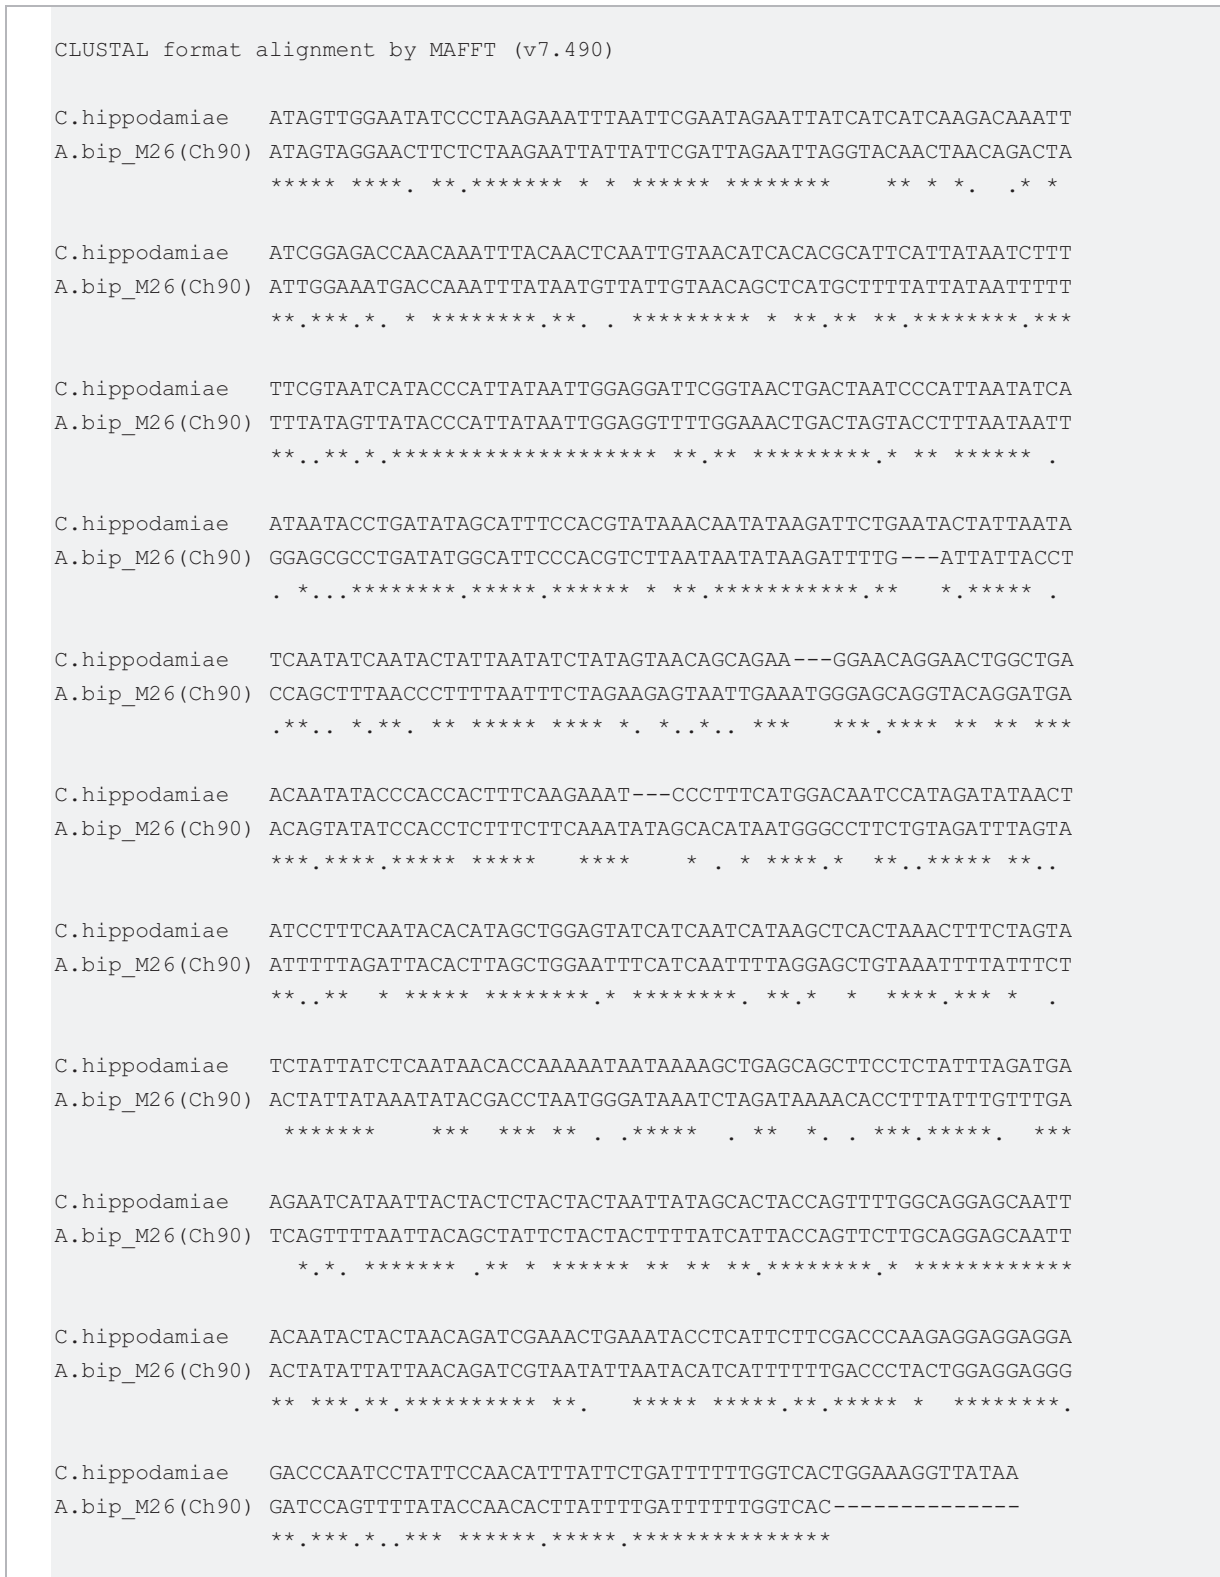 CLUSTAL format alignment by MAFFT (v7.490)
C.hippodamiae   ATAGTTGGAATATCCCTAAGAAATTTAATTCGAATAGAATTATCATCATCAAGACAAATT
A.bip_M26(Ch90) ATAGTAGGAACTTCTCTAAGAATTATTATTCGATTAGAATTAGGTACAACTAACAGACTA
                ***** ****. **.******* * * ****** ********    ** * *.  .* *
C.hippodamiae   ATCGGAGACCAACAAATTTACAACTCAATTGTAACATCACACGCATTCATTATAATCTTT
A.bip_M26(Ch90) ATTGGAAATGACCAAATTTATAATGTTATTGTAACAGCTCATGCTTTTATTATAATTTTT
                **.***.*. * ********.**. . ********* * **.** **.********.***
C.hippodamiae   TTCGTAATCATACCCATTATAATTGGAGGATTCGGTAACTGACTAATCCCATTAATATCA
A.bip_M26(Ch90) TTTATAGTTATACCCATTATAATTGGAGGTTTTGGAAACTGACTAGTACCTTTAATAATT
                **..**.*.******************** **.** *********.* ** ****** .
C.hippodamiae   ATAATACCTGATATAGCATTTCCACGTATAAACAATATAAGATTCTGAATACTATTAATA
A.bip_M26(Ch90) GGAGCGCCTGATATGGCATTCCCACGTCTTAATAATATAAGATTTTG---ATTATTACCT
                . *...********.*****.****** * **.***********.**   *.***** .
C.hippodamiae   TCAATATCAATACTATTAATATCTATAGTAACAGCAGAA---GGAACAGGAACTGGCTGA
A.bip_M26(Ch90) CCAGCTTTAACCCTTTTAATTTCTAGAAGAGTAATTGAAATGGGAGCAGGTACAGGATGA
                .**.. *.**. ** ***** **** *. *..*.. ***   ***.**** ** ** ***
C.hippodamiae   ACAATATACCCACCACTTTCAAGAAAT---CCCTTTCATGGACAATCCATAGATATAACT
A.bip_M26(Ch90) ACAGTATATCCACCTCTTTCTTCAAATATAGCACATAATGGGCCTTCTGTAGATTTAGTA
                ***.****.***** *****   ****    * . * ****.*  **..***** **..
C.hippodamiae   ATCCTTTCAATACACATAGCTGGAGTATCATCAATCATAAGCTCACTAAACTTTCTAGTA
A.bip_M26(Ch90) ATTTTTAGATTACACTTAGCTGGAATTTCATCAATTTTAGGAGCTGTAAATTTTATTTCT
                **..**  * ***** ********.* ********. **.*  *  ****.*** *  .
C.hippodamiae   TCTATTATCTCAATAACACCAAAAATAATAAAAGCTGAGCAGCTTCCTCTATTTAGATGA
A.bip_M26(Ch90) ACTATTATAAATATACGACCTAATGGGATAAATCTAGATAAAACACCTTTATTTGTTTGA
                 *******    ***  *** ** . .*****  . **  *. . ***.*****.  ***
C.hippodamiae   AGAATCATAATTACTACTCTACTACTAATTATAGCACTACCAGTTTTGGCAGGAGCAATT
A.bip_M26(Ch90) TCAGTTTTAATTACAGCTATTCTACTACTTTTATCATTACCAGTTCTTGCAGGAGCAATT
                  *.*. ******* .** * ****** ** ** **.********.* ************
C.hippodamiae   ACAATACTACTAACAGATCGAAACTGAAATACCTCATTCTTCGACCCAAGAGGAGGAGGA
A.bip_M26(Ch90) ACTATATTATTAACAGATCGTAATATTAATACATCATTTTTTGACCCTACTGGAGGAGGG
                ** ***.**.********** **.   ***** *****.**.***** *  ********.
C.hippodamiae   GACCCAATCCTATTCCAACATTTATTCTGATTTTTTGGTCACTGGAAAGGTTATAA
A.bip_M26(Ch90) GATCCAGTTTTATACCAACACTTATTTTGATTTTTTGGTCAC--------------
                **.***.*..*** ******.*****.***************